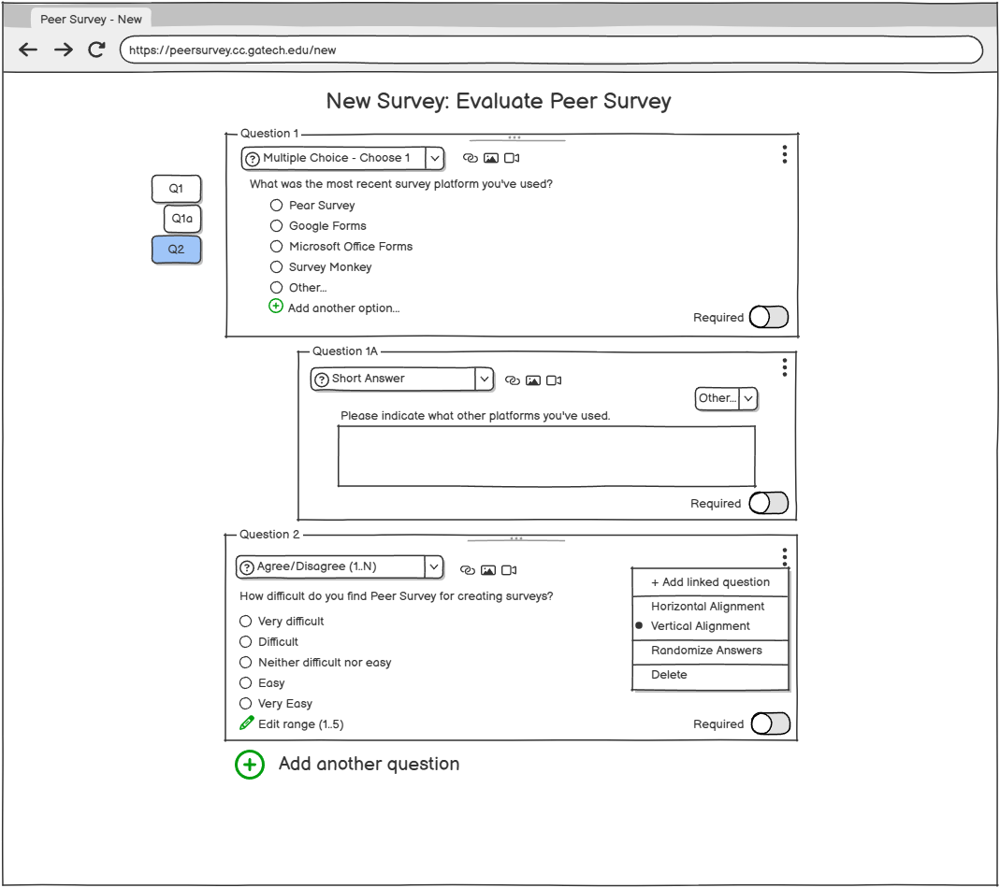 Peer Survey - New
https://peersurvey.cc.gatech.edu/new
New Survey: Evaluate Peer Survey
Q1
Q1a
Q2
Question 1
Multiple Choice - Choose 1
What was the most recent survey platform you've used?
Pear Survey
Google Forms
Microsoft Office Forms
Survey Monkey
Other...
Add another option...
Required
Question 1A
Short Answer
Other...
Please indicate what other platforms you've used.
Required
Question 2
Agree/Disagree (1..N)
How difficult do you find Peer Survey for creating surveys?
Very difficult
Difficult
Neither difficult nor easy
Easy
Very Easy
Edit range (1..5)
+ Add linked question
Horizontal Alignment
Vertical Alignment
Randomize Answers
Delete
Required
Add another question